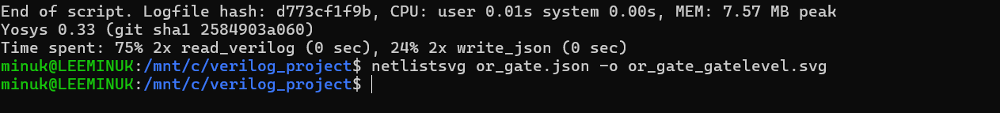 End of script. Logfile hash: d773cf1f9b, CPU: user 0.01s system 0.00s, MEM: 7.57 MB peak
Yosys 0.33 (git sha1 2584903a060)
Time spent: 75% 2x read_verilog (0 sec), 24% 2x write_json (0 sec)
minuk@LEEMINUK:/mnt/c/verilog_project$ netlistsvg or_gate.json -o or_gate_gatelevel.svg
minuk@LEEMINUK:/mnt/c/verilog_project$